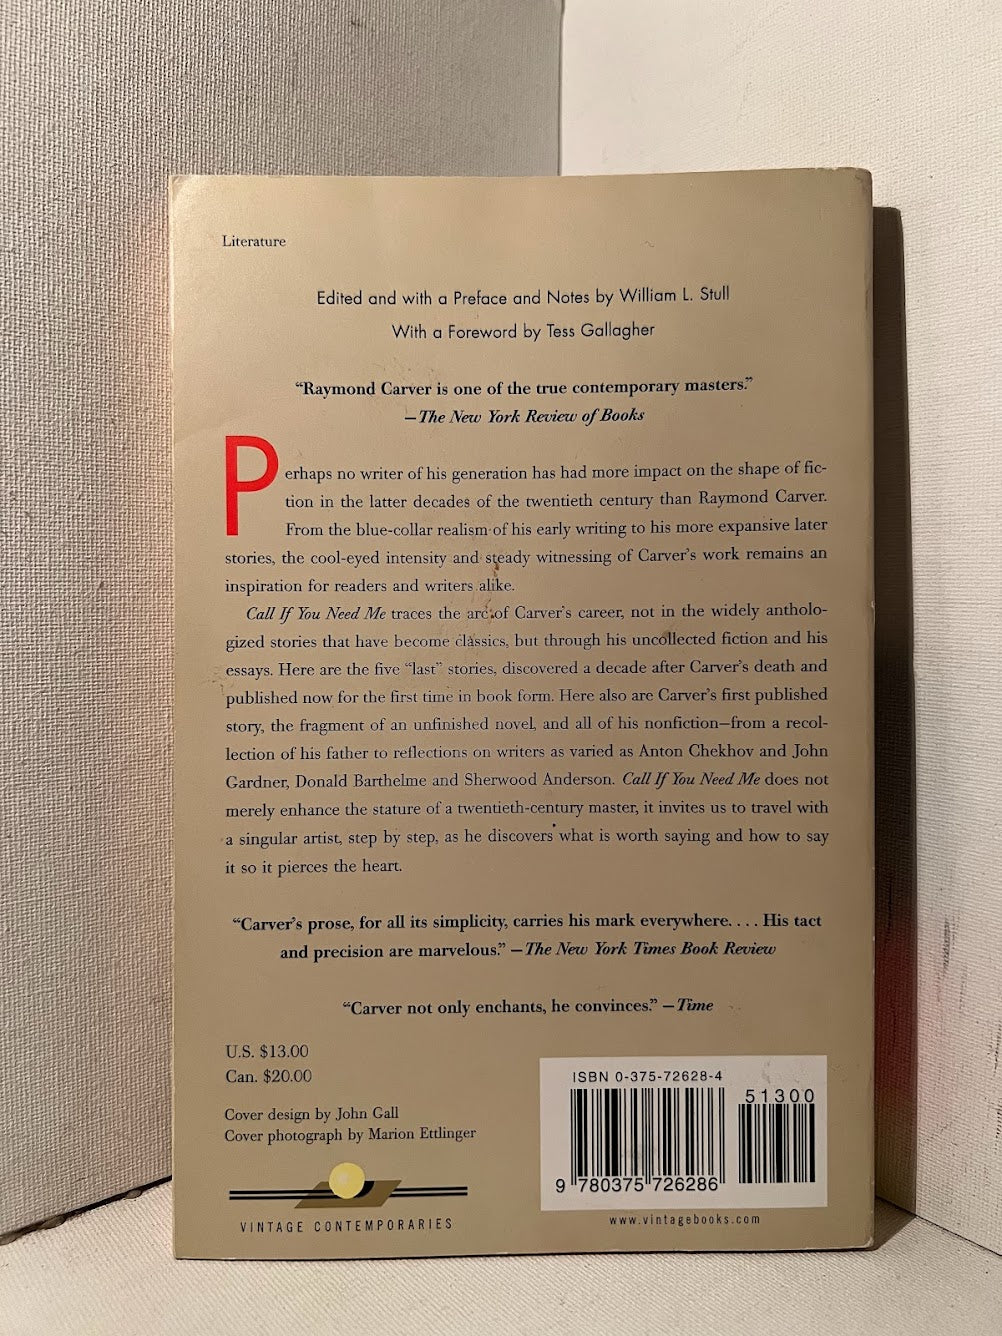 Literature
Edited and with a Preface and Notes by William L. Stull
With a Foreword by Tess Gallagher
“Raymond Carver is one of the true contemporary masters.”
—The New York Review of Books
Perhaps no writer of his generation has had more impact on the shape of fic-
tion in the latter decades of the twentieth century than Raymond Carver.
From the blue-collar realism of his early writing to his more expansive later
stories, the cool-eyed intensity and steady witnessing of Carver’s work remains an
inspiration for readers and writers alike.
Call If You Need Me traces the arc of Carver’s career, not in the widely antholo-
gized stories that have become classics, but through his uncollected fiction and his
essays. Here are the five “last” stories, discovered a decade after Carver’s death and
published now for the first time in book form. Here also are Carver’s first published
story, the fragment of an unfinished novel, and all of his nonfiction—from a recol-
lection of his father to reflections on writers as varied as Anton Chekhov and John
Gardner, Donald Barthelme and Sherwood Anderson. Call If You Need Me does not
merely enhance the stature of a twentieth-century master, it invites us to travel with
a singular artist, step by step, as he discovers what is worth saying and how to say
it so it pierces the heart.
“Carver’s prose, for all its simplicity, carries his mark everywhere. . . . His tact
and precision are marvelous.” —The New York Times Book Review
“Carver not only enchants, he convinces.” —Time
U.S. $13.00
Can. $20.00
Cover design by John Gall
Cover photograph by Marion Ettlinger
VINTAGE CONTEMPORARIES
ISBN 0-375-72628-4
51300
9 780375 726286
www.vintagebooks.com